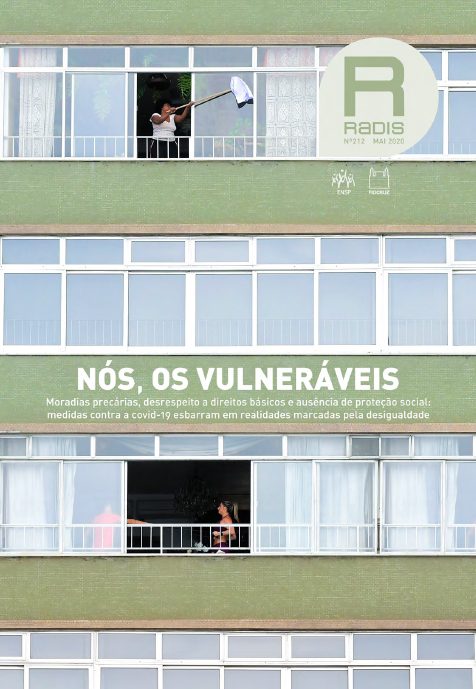 R
RADIS
Nº212 MAI 2020
ENSP
FIOCRUZ
NÓS, OS VULNERÁVEIS
Moradias precárias, desrespeito a direitos básicos e ausência de proteção social:
medidas contra a covid-19 esbarram em realidades marcadas pela desigualdade